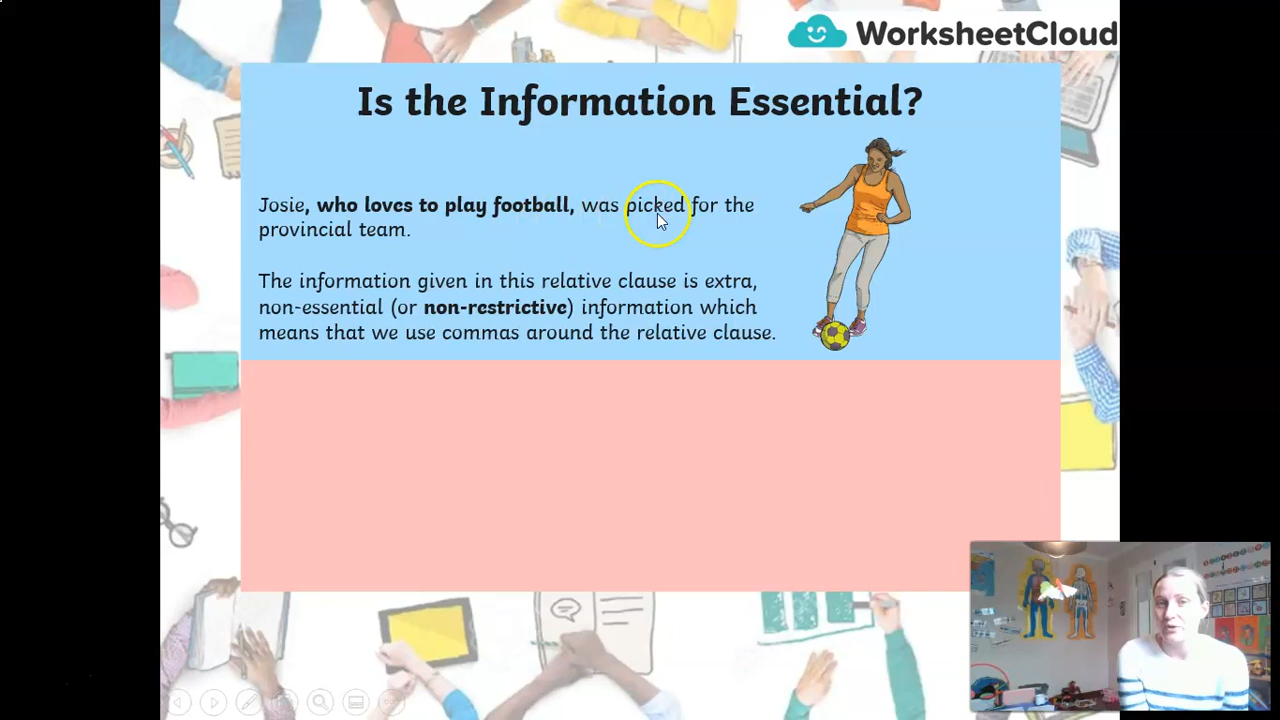 WorksheetCloud
Is the Information Essential?
Josie, who loves to play football, was picked for the
provincial team.
The information given in this relative clause is extra,
non-essential (or non-restrictive) information which
means that we use commas around the relative clause.